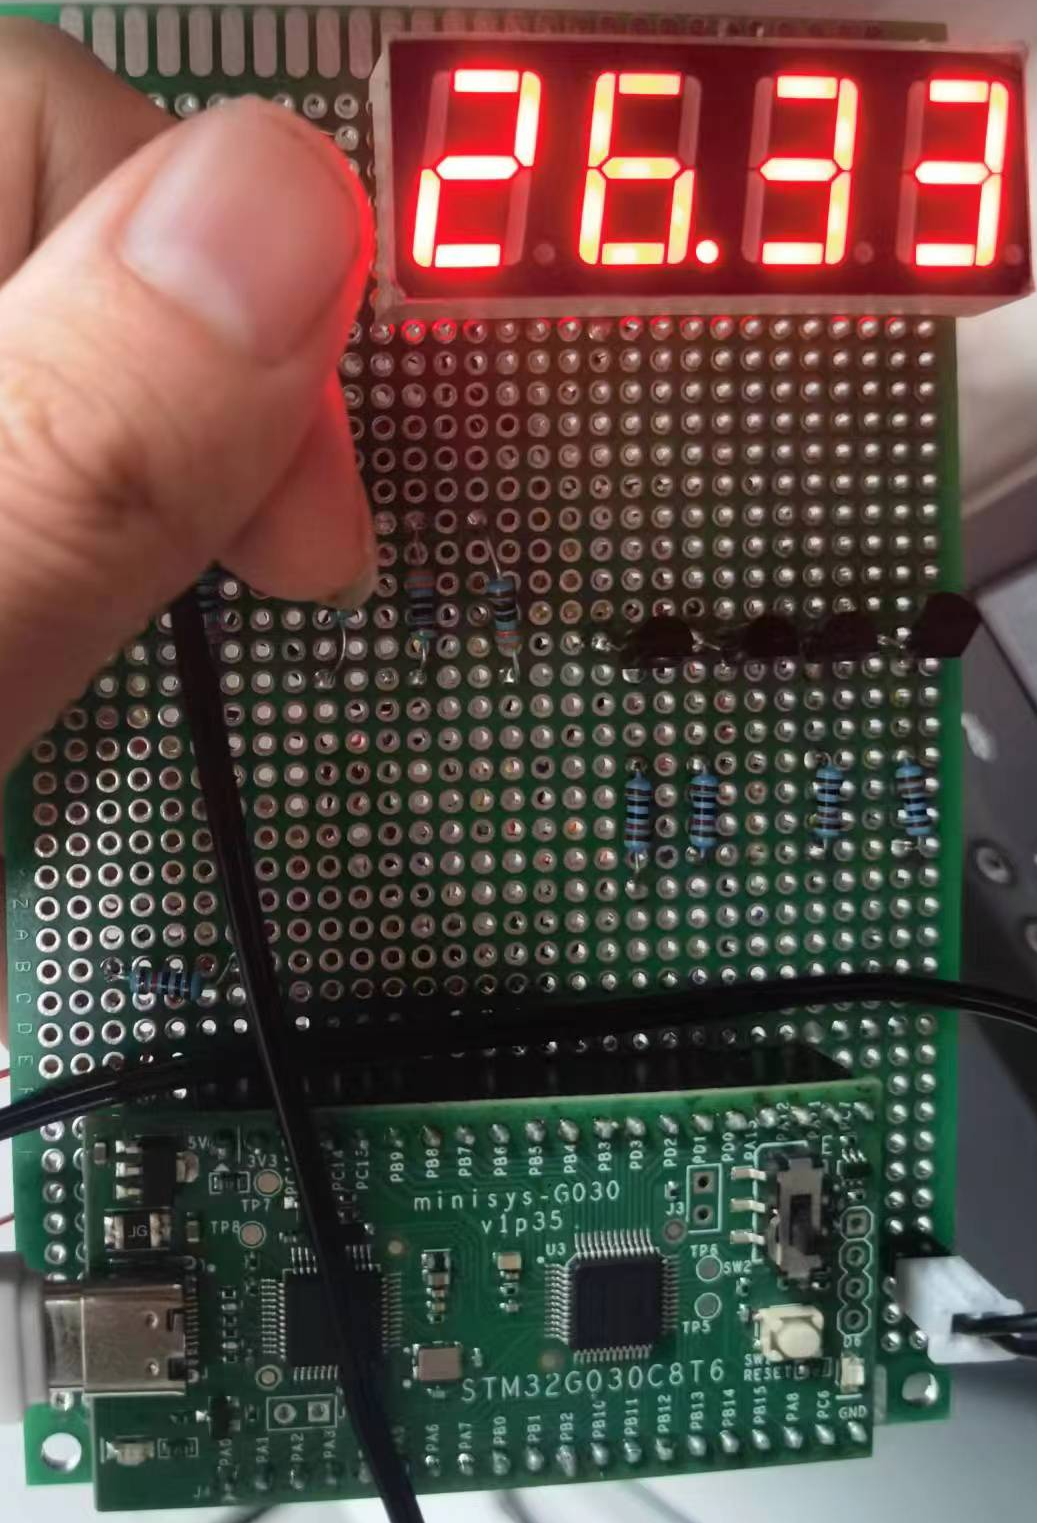 26.33
Z
A
B
C
D
E
5V
3V3
PC14
PC15
PB9
PB8
PB7
PB6
PB5
PB4
PB3
PD3
PD2
PD1
PD0
PA15
TP7
TP8
JG
minisys-G030
v1p35
J3
U3
TP6
SW2
TP5
STM32G030C8T6
RESET
GND
PA0
PA1
PA2
PA3
PA6
PA7
PB0
PB1
PB2
PB10
PB11
PB12
PB13
PB14
PB15
PA8
PC6